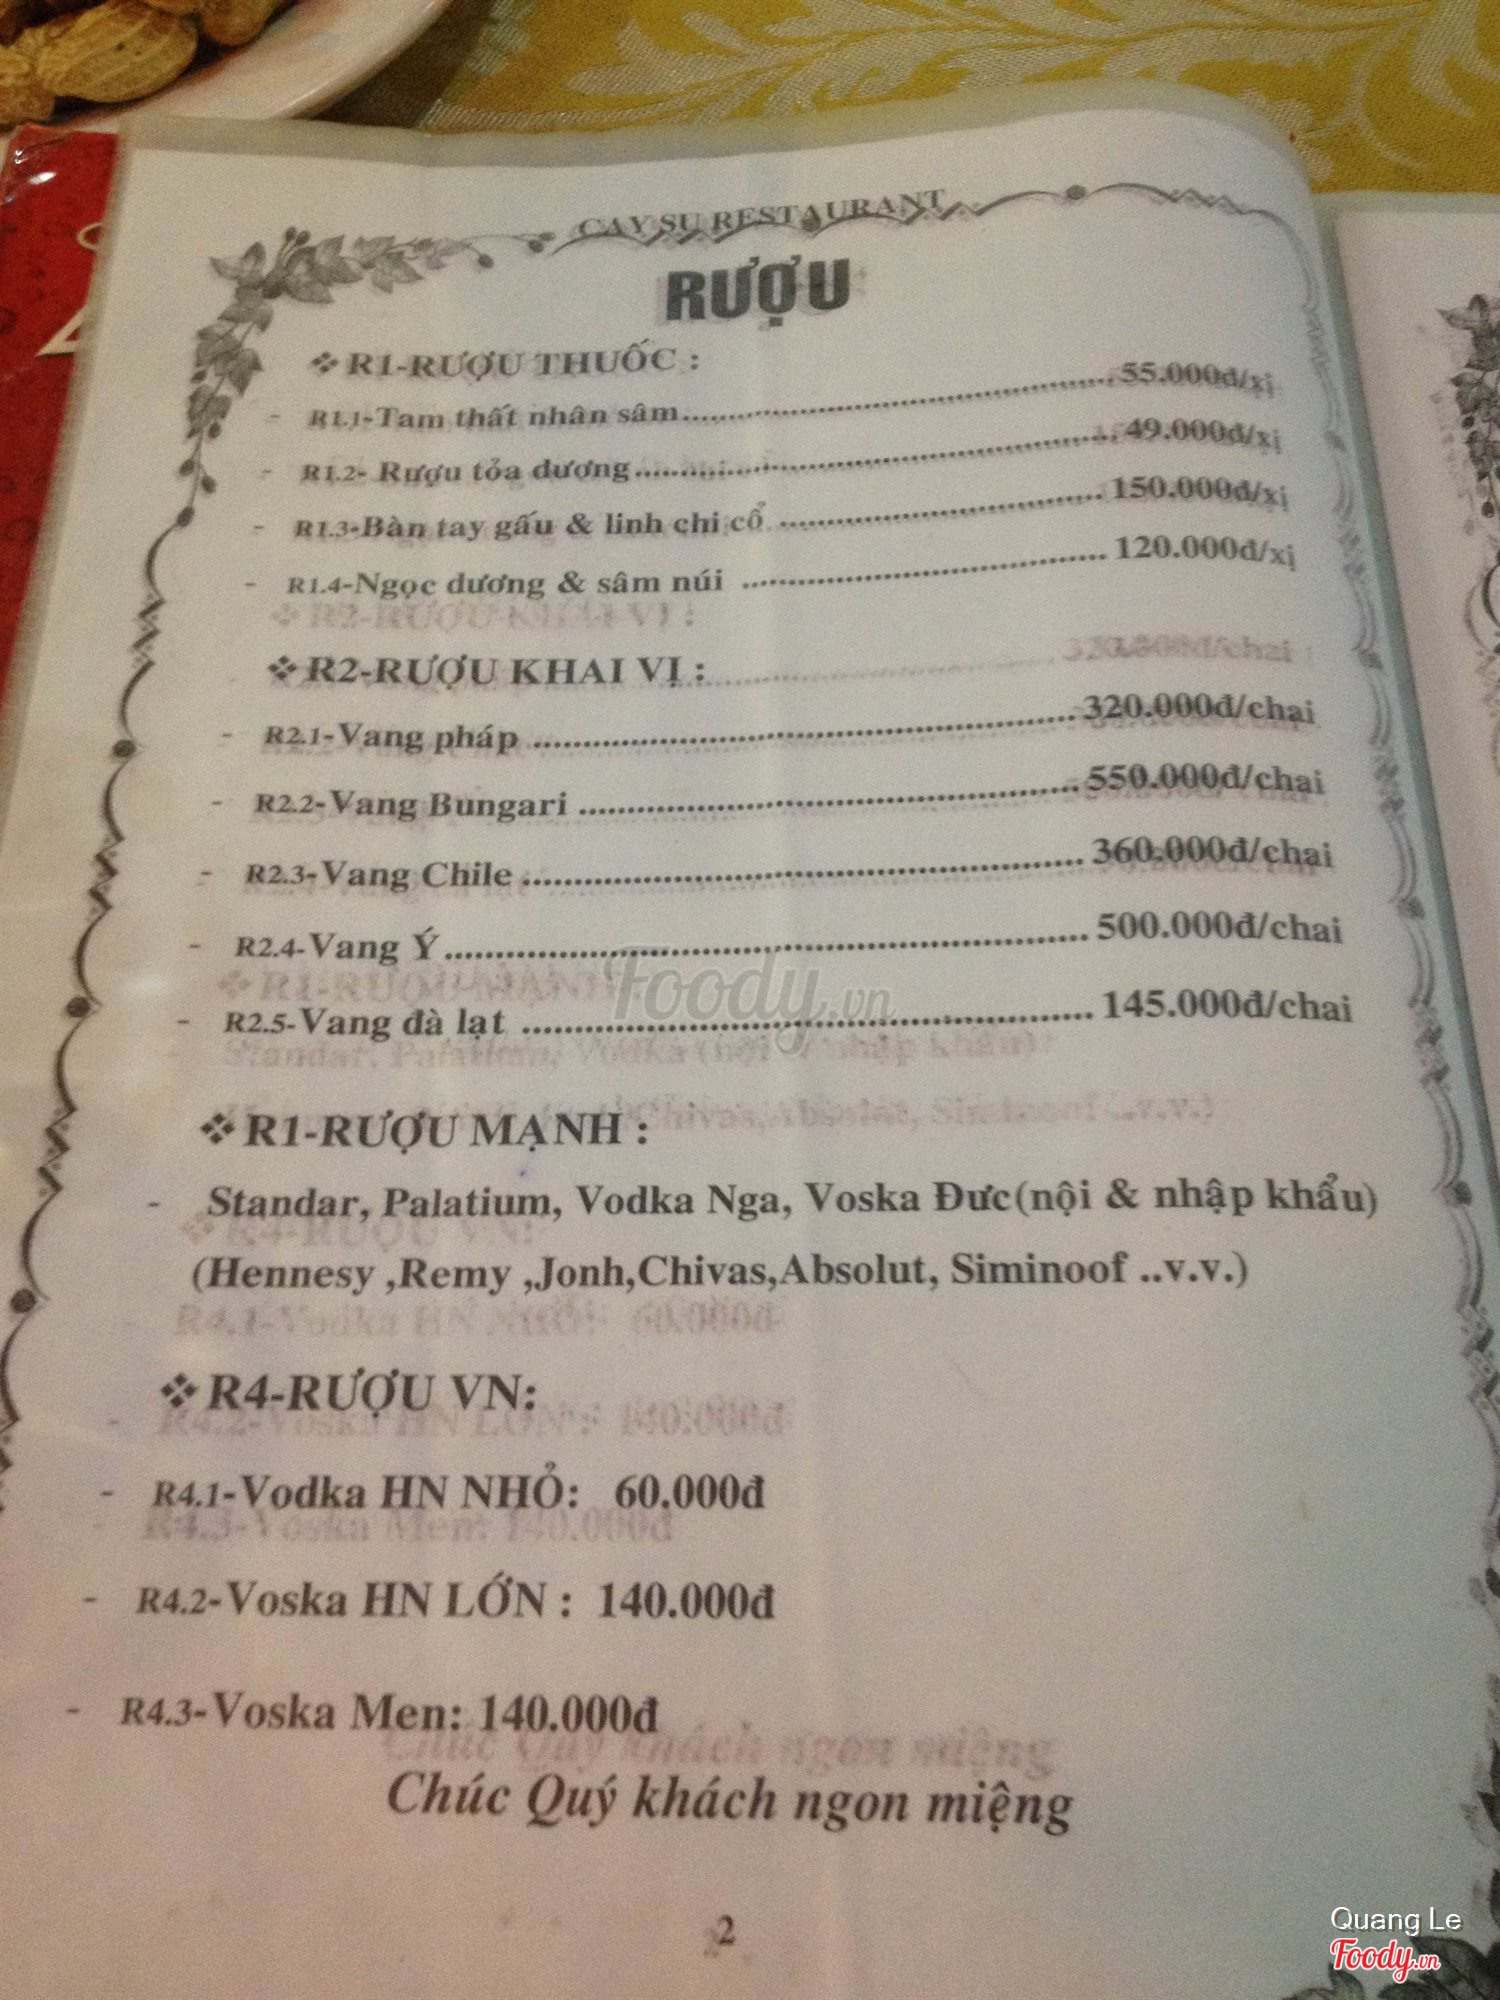 CAY SU RESTAURANT
RƯỢU
❖ R1-RƯỢU THUỐC :
- R1.1-Tam thất nhân sâm.......... 55.000đ/xị
- R1.2- Rượu tỏa dương.......... 49.000đ/xị
- R1.3-Bàn tay gấu & linh chi cổ .......... 150.000đ/xị
- R1.4-Ngọc dương & sâm núi .......... 120.000đ/xị
❖ R2-RƯỢU KHAI VỊ :
- R2.1-Vang pháp .......... 320.000đ/chai
- R2.2-Vang Bungari .......... 550.000đ/chai
- R2.3-Vang Chile .......... 360.000đ/chai
- R2.4-Vang Ý .......... 500.000đ/chai
- R2.5-Vang đà lạt .......... 145.000đ/chai
❖ R1-RƯỢU MẠNH :
- Standar, Palatium, Vodka Nga, Voska Đưc(nội & nhập khẩu)
(Hennesy ,Remy ,Jonh,Chivas,Absolut, Siminoof ..v.v.)
❖ R4-RƯỢU VN:
- R4.1-Vodka HN NHỎ: 60.000đ
- R4.2-Voska HN LỚN : 140.000đ
- R4.3-Voska Men: 140.000đ
Chúc Quý khách ngon miệng
2
Foody.vn
Quang Le
Foody.vn